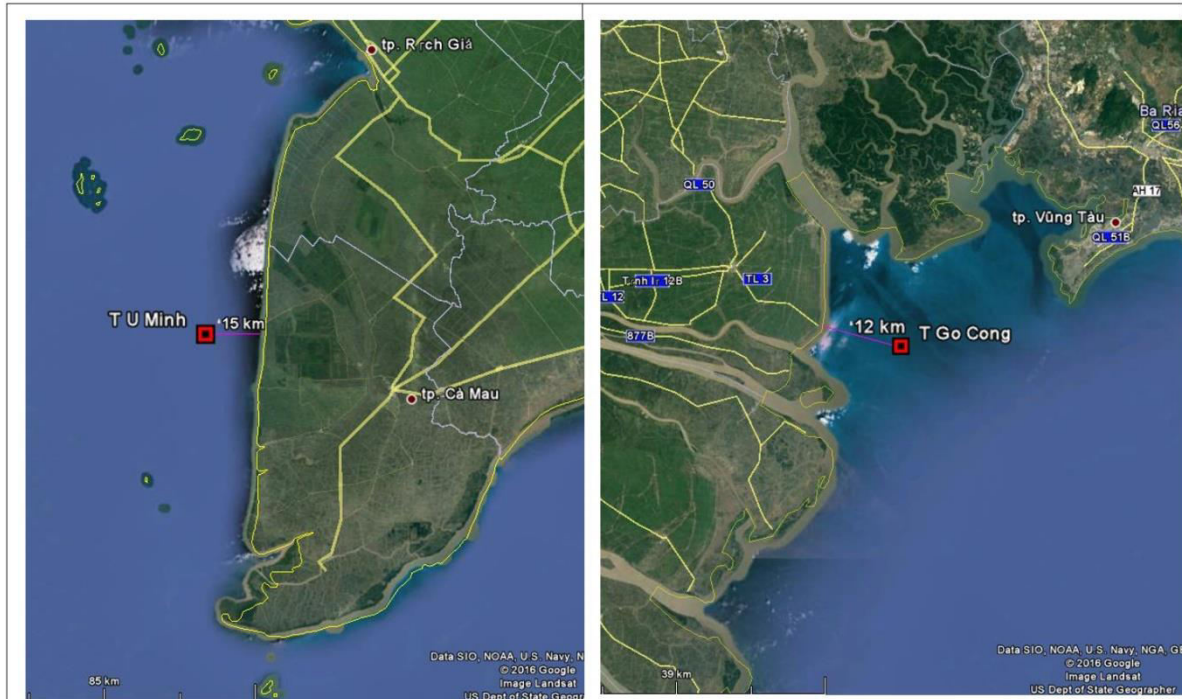 tp. Rạch Giá
T U Minh
15 km
tp. Cà Mau
Data SIO, NOAA, U.S. Navy, N
© 2016 Google
Image Landsat
US Dept of State Geogra
85 km
Ba Ria
QL56
QL 50
AH 17
tp. Vũng Tàu
QL 51B
12B
TL 3
L 12
12 km
T Go Cong
877B
Data SIO, NOAA, U.S. Navy, NGA, GE
© 2016 Google
Image Landsat
US Dept of State Geographer
39 km